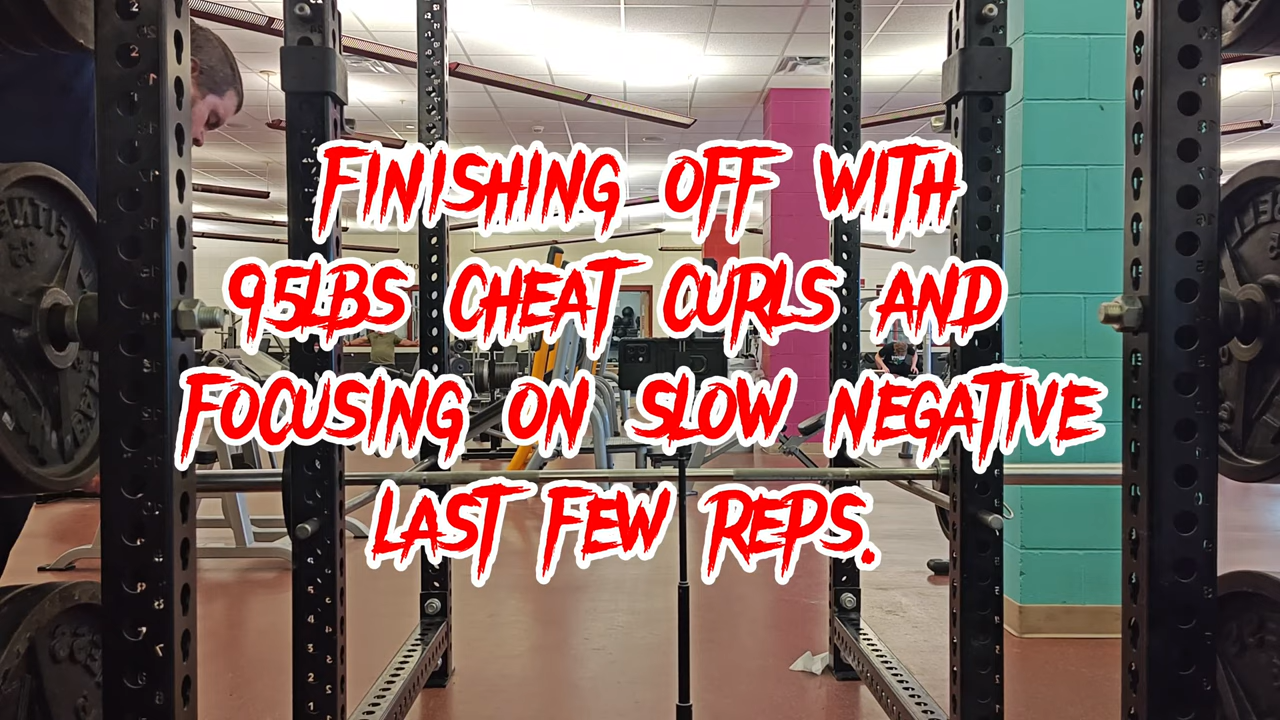 FINISHING OFF WITH
95LBS CHEAT CURLS AND
FOCUSING ON SLOW NEGATIVE
LAST FEW REPS.